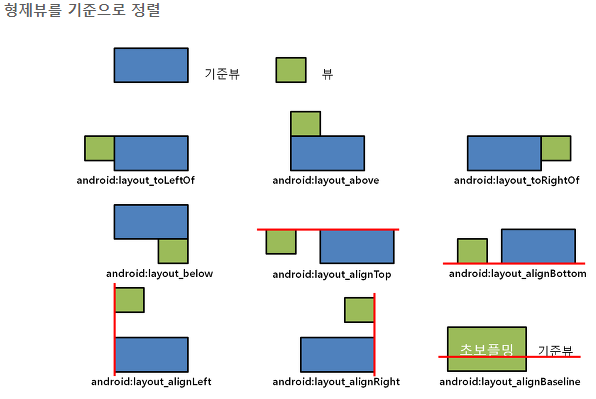 형제뷰를 기준으로 정렬
기준뷰
뷰
android:layout_toLeftOf
android:layout_above
android:layout_toRightOf
android:layout_below
android:layout_alignTop
android:layout_alignBottom
android:layout_alignLeft
android:layout_alignRight
초보플밍
기준뷰
android:layout_alignBaseline